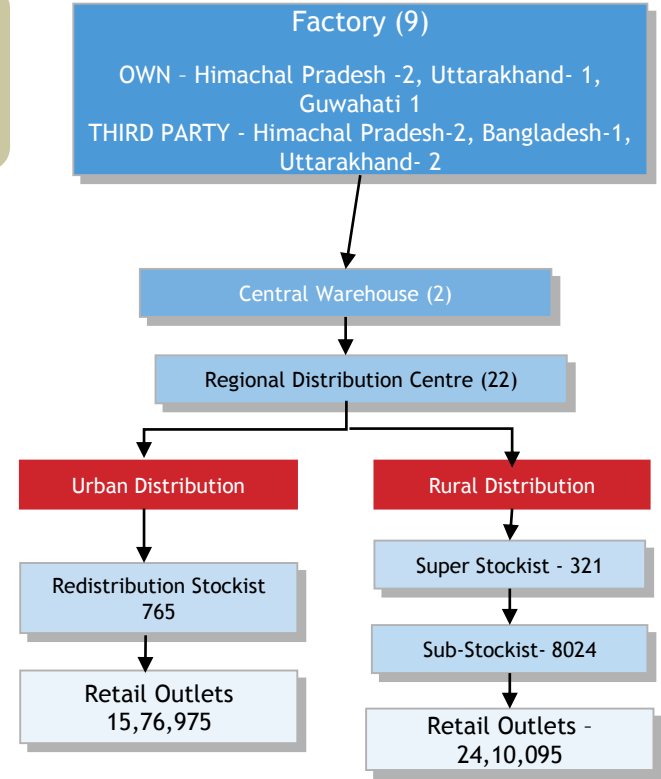 Factory (9)
OWN – Himachal Pradesh -2, Uttarakhand- 1,
Guwahati 1
THIRD PARTY - Himachal Pradesh-2, Bangladesh-1,
Uttarakhand- 2
Central Warehouse (2)
Regional Distribution Centre (22)
Urban Distribution
Rural Distribution
Redistribution Stockist
765
Super Stockist - 321
Sub-Stockist- 8024
Retail Outlets
15,76,975
Retail Outlets –
24,10,095